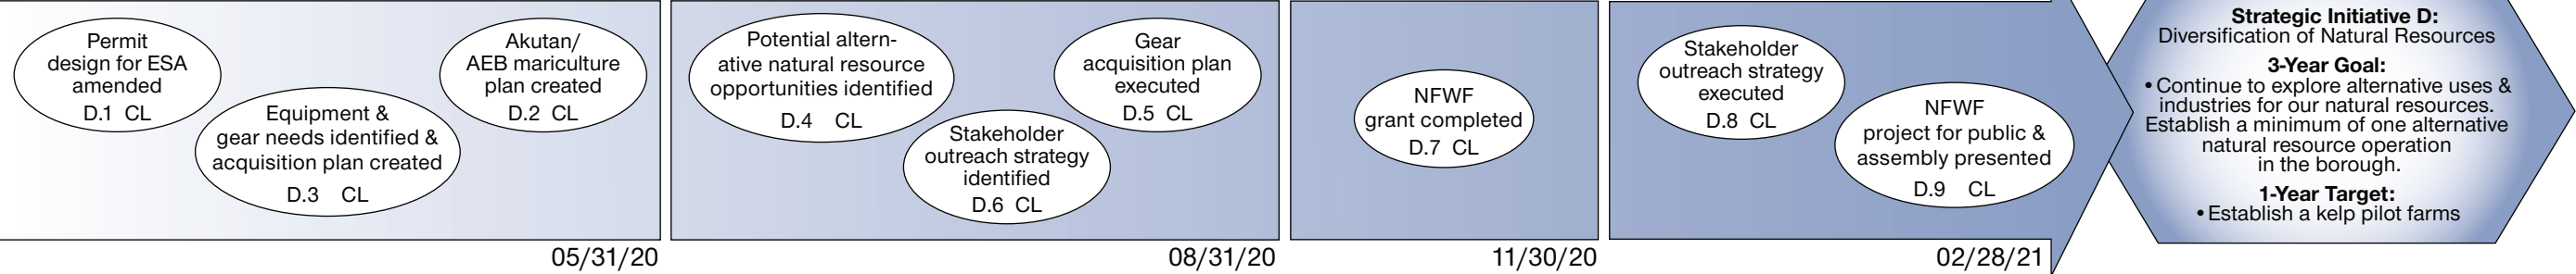 Permit
design for ESA
amended
D.1 CL
Equipment &
gear needs identified &
acquisition plan created
D.3 CL
Akutan/
AEB mariculture
plan created
D.2 CL
05/31/20
Potential altern-
ative natural resource
opportunities identified
D.4 CL
Stakeholder
outreach strategy
identified
D.6 CL
Gear
acquisition plan
executed
D.5 CL
08/31/20
NFWF
grant completed
D.7 CL
11/30/20
Stakeholder
outreach strategy
executed
D.8 CL
NFWF
project for public &
assembly presented
D.9 CL
02/28/21
Strategic Initiative D:
Diversification of Natural Resources
3-Year Goal:
• Continue to explore alternative uses &
industries for our natural resources.
Establish a minimum of one alternative
natural resource operation
in the borough.
1-Year Target:
• Establish a kelp pilot farms